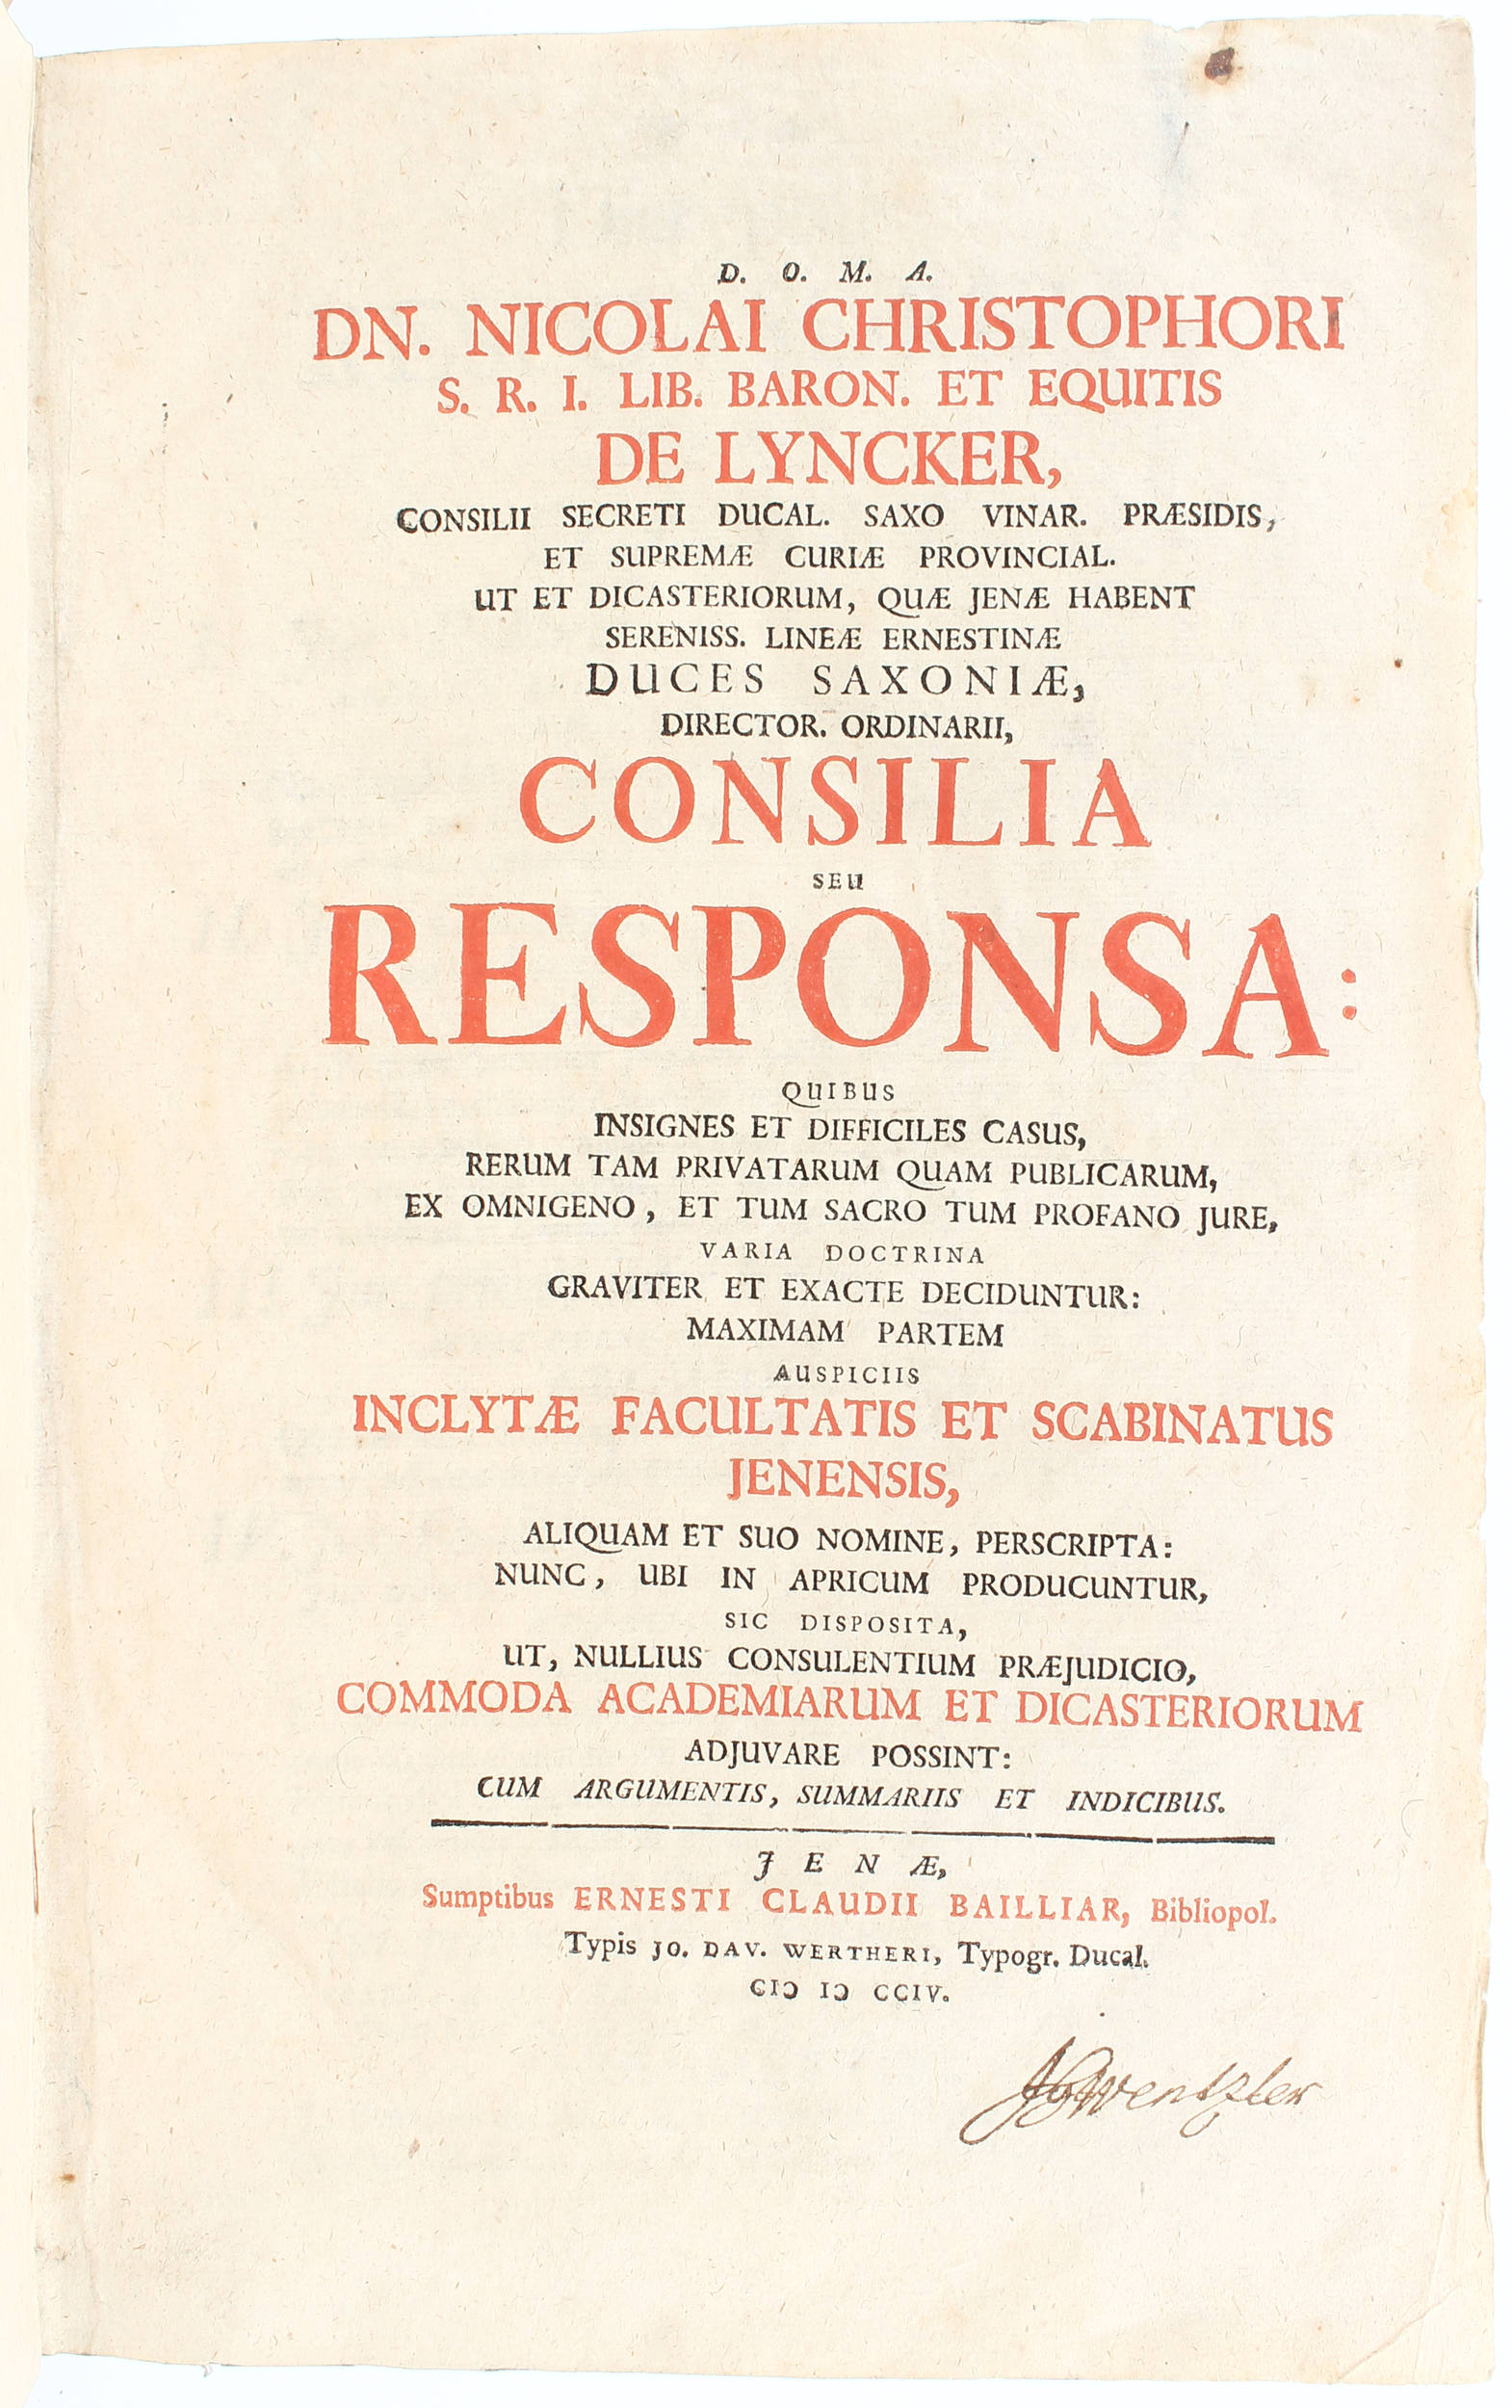 D. O. M. A.
DN. NICOLAI CHRISTOPHORI
S. R. I. LIB. BARON. ET EQUITIS
DE LYNCKER,
CONSILII SECRETI DUCAL. SAXO VINAR. PRÆSIDIS,
ET SUPREMÆ CURIÆ PROVINCIAL.
UT ET DICASTERIORUM, QUÆ JENÆ HABENT
SERENISS. LINEÆ ERNESTINÆ
DUCES SAXONIÆ,
DIRECTOR. ORDINARII,
CONSILIA
SEU
RESPONSA:
QUIBUS
INSIGNES ET DIFFICILES CASUS,
RERUM TAM PRIVATARUM QUAM PUBLICARUM,
EX OMNIGENO, ET TUM SACRO TUM PROFANO JURE,
VARIA DOCTRINA
GRAVITER ET EXACTE DECIDUNTUR:
MAXIMAM PARTEM
AUSPICIIS
INCLYTÆ FACULTATIS ET SCABINATUS
JENENSIS,
ALIQUAM ET SUO NOMINE, PERSCRIPTA:
NUNC, UBI IN APRICUM PRODUCUNTUR,
SIC DISPOSITA,
UT, NULLIUS CONSULENTIUM PRÆJUDICIO,
COMMODA ACADEMIARUM ET DICASTERIORUM
ADJUVARE POSSINT:
CUM ARGUMENTIS, SUMMARIIS ET INDICIBUS.
JENÆ,
Sumptibus ERNESTI CLAUDII BAILLIAR, Bibliopol.
Typis JO. DAV. WERTHERI, Typogr. Ducal.
CIↃ IↃ CCIV.